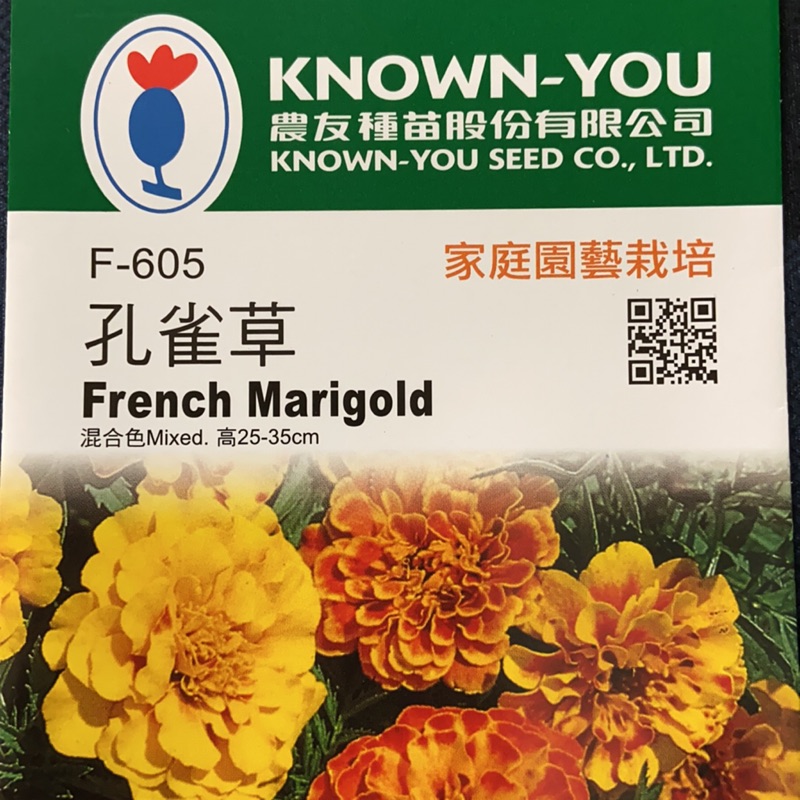 KNOWN-YOU
農友種苗股份有限公司
KNOWN-YOU SEED CO., LTD.
F-605
家庭園藝栽培
孔雀草
French Marigold
混合色Mixed. 高25-35cm